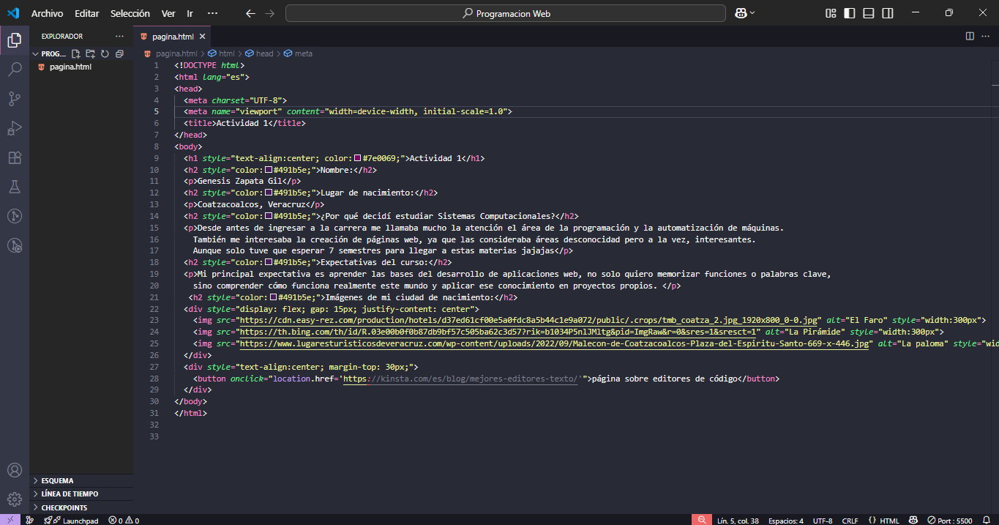 Archivo Editar Selección Ver Ir ··· Programacion Web
EXPLORADOR ···
PROG...
pagina.html
ESQUEMA
LÍNEA DE TIEMPO
CHECKPOINTS
pagina.html
pagina.html > html > head > meta
1 <!DOCTYPE html>
2 <html lang="es">
3 <head>
4 <meta charset="UTF-8">
5 <meta name="viewport" content="width=device-width, initial-scale=1.0">
6 <title>Actividad 1</title>
7 </head>
8 <body>
9 <h1 style="text-align:center; color:#7e0069;">Actividad 1</h1>
10 <h2 style="color:#491b5e;">Nombre:</h2>
11 <p>Genesis Zapata Gil</p>
12 <h2 style="color:#491b5e;">Lugar de nacimiento:</h2>
13 <p>Coatzacoalcos, Veracruz</p>
14 <h2 style="color:#491b5e;">¿Por qué decidí estudiar Sistemas Computacionales?</h2>
15 <p>Desde antes de ingresar a la carrera me llamaba mucho la atención el área de la programación y la automatización de máquinas.
16 También me interesaba la creación de páginas web, ya que las consideraba áreas desconocidad pero a la vez, interesantes.
17 Aunque solo tuve que esperar 7 semestres para llegar a estas materias jajajas</p>
18 <h2 style="color:#491b5e;">Expectativas del curso:</h2>
19 <p>Mi principal expectativa es aprender las bases del desarrollo de aplicaciones web, no solo quiero memorizar funciones o palabras clave,
20 sino comprender cómo funciona realmente este mundo y aplicar ese conocimiento en proyectos propios. </p>
21 <h2 style="color:#491b5e;">Imágenes de mi ciudad de nacimiento:</h2>
22 <div style="display: flex; gap: 15px; justify-content: center">
23 <img src="https://cdn.easy-rez.com/production/hotels/d37ed61cf00e5a0fdc8a5b44c1e9a072/public/.crops/tmb_coatza_2.jpg_1920x800_0-0.jpg" alt="El Faro" style="width:300px">
24 <img src="https://th.bing.com/th/id/R.03e00b0f0b87db9bf57c505ba62c3d57?rik=b1034P5nlJMltg&pid=ImgRaw&r=0&sres=1&sresct=1" alt="La Pirámide" style="width:300px">
25 <img src="https://www.lugaresturisticosdeveracruz.com/wp-content/uploads/2022/09/Malecon-de-Coatzacoalcos-Plaza-del-Espiritu-Santo-669-x-446.jpg" alt="La paloma" style="wid
26 </div>
27 <div style="text-align:center; margin-top: 30px;">
28 <button onclick="location.href='https://kinsta.com/es/blog/mejores-editores-texto/'">página sobre editores de código</button>
29 </div>
30 </body>
31 </html>
32
33
Launchpad 0 0 Lín. 5, col. 38 Espacios: 4 UTF-8 CRLF {} HTML Port : 5500